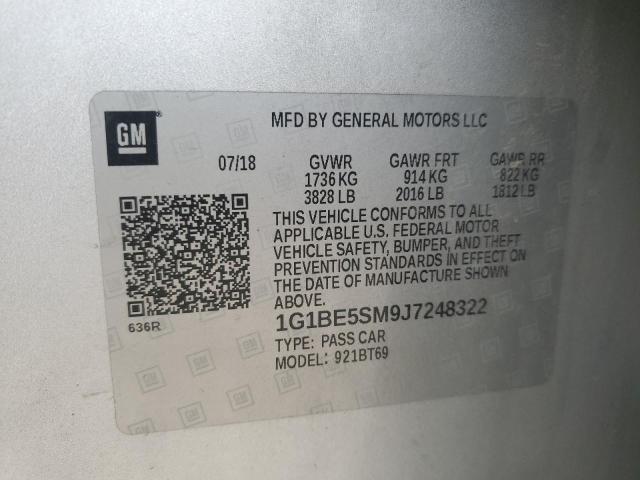 GM
MFD BY GENERAL MOTORS LLC
07/18 GVWR GAWR FRT GAWR RR
1736 KG 914 KG 822 KG
3828 LB 2016 LB 1812 LB
THIS VEHICLE CONFORMS TO ALL
APPLICABLE U.S. FEDERAL MOTOR
VEHICLE SAFETY, BUMPER, AND THEFT
PREVENTION STANDARDS IN EFFECT ON
THE DATE OF MANUFACTURE SHOWN
ABOVE.
636R
1G1BE5SM9J7248322
TYPE: PASS CAR
MODEL: 921BT69